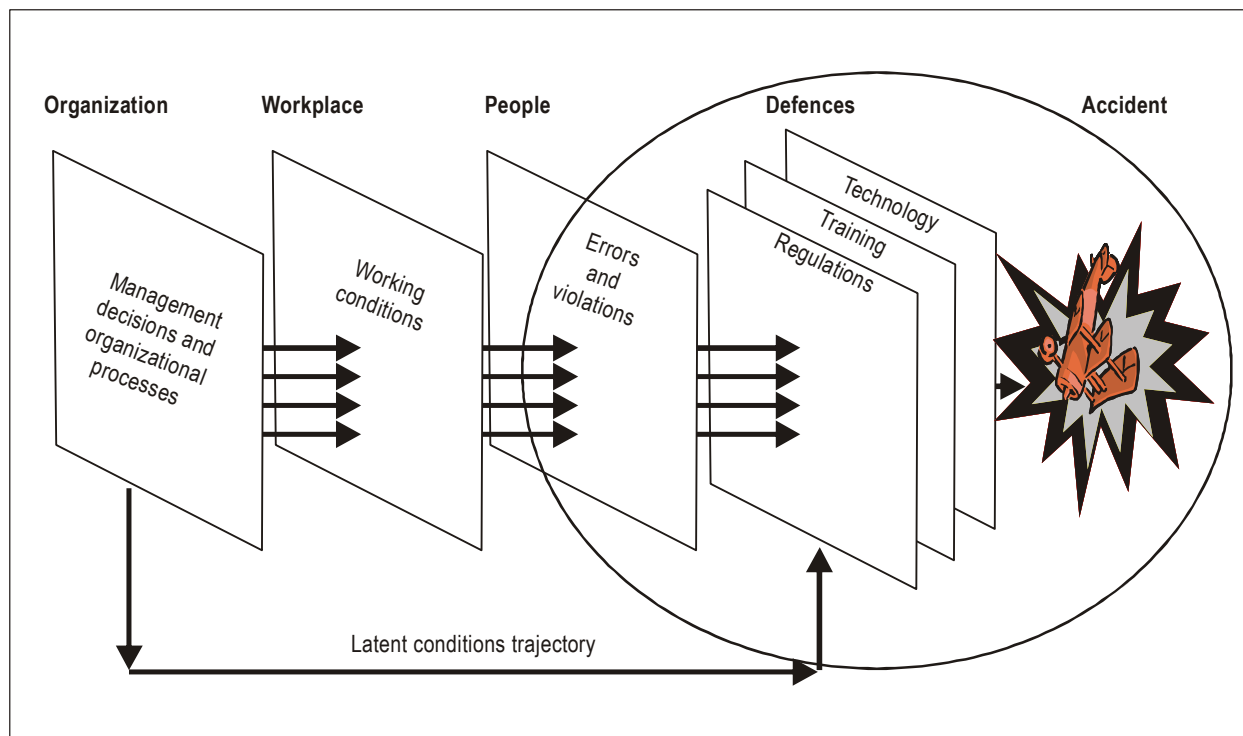 Organization
Workplace
People
Defences
Accident
Management
decisions and
organizational
processes
Working
conditions
Errors
and
violations
Technology
Training
Regulations
Latent conditions trajectory